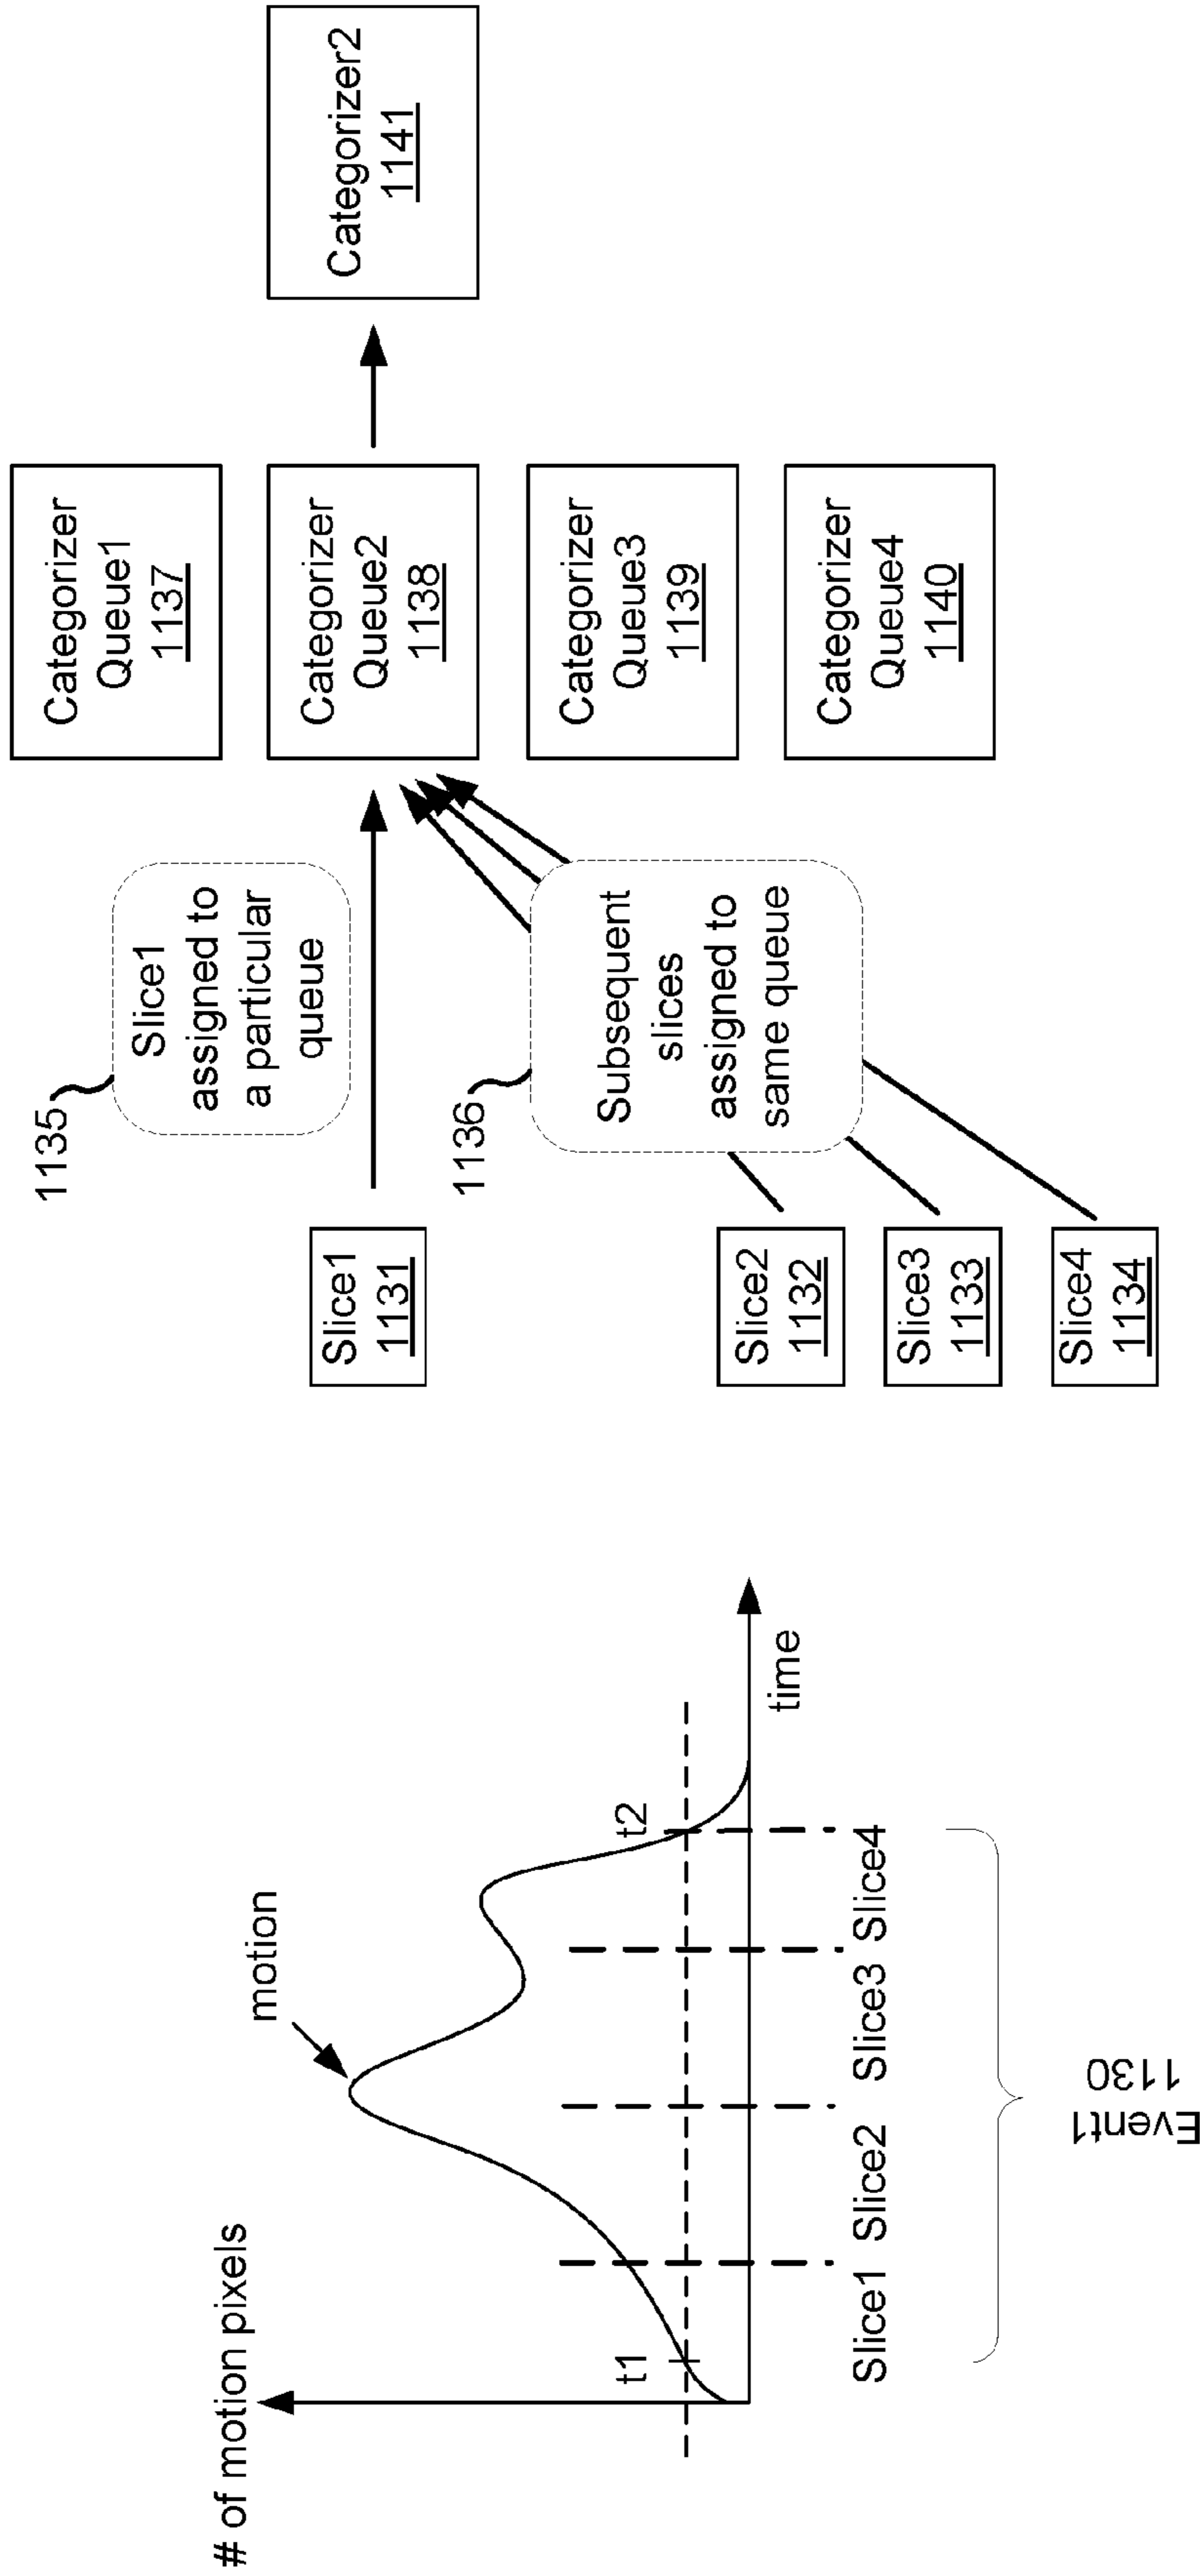 # of motion pixels
motion
t1
t2
time
Slice1
Slice2
Slice3
Slice4
Event1
1130
Slice1
1131
Slice2
1132
Slice3
1133
Slice4
1134
1135
Slice1
assigned to
a particular
queue
1136
Subsequent
slices
assigned to
same queue
Categorizer
Queue1
1137
Categorizer
Queue2
1138
Categorizer
Queue3
1139
Categorizer
Queue4
1140
Categorizer2
1141